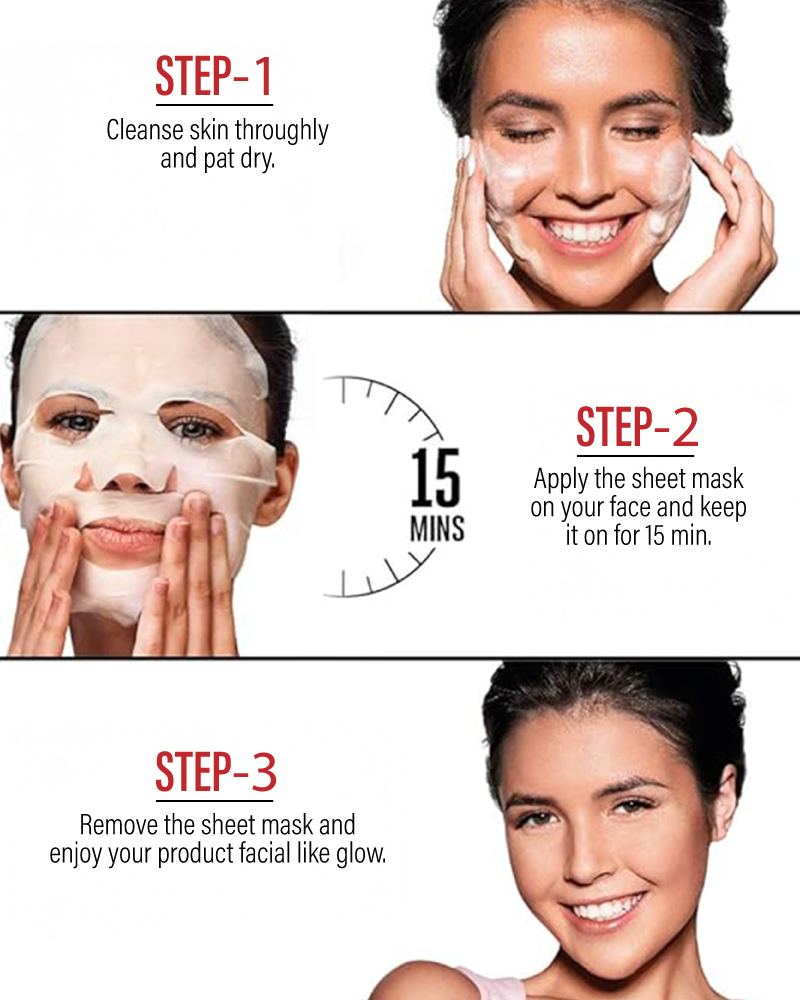 STEP-1
Cleanse skin throughly
and pat dry.
15
MINS
STEP-2
Apply the sheet mask
on your face and keep
it on for 15 min.
STEP-3
Remove the sheet mask and
enjoy your product facial like glow.